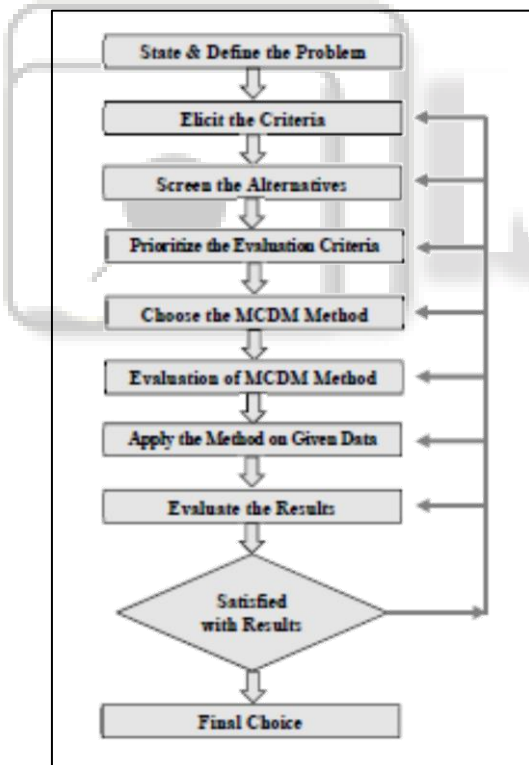 State & Define the Problem
Elicit the Criteria
Screen the Alternatives
Prioritize the Evaluation Criteria
Choose the MCDM Method
Evaluation of MCDM Method
Apply the Method on Given Data
Evaluate the Results
Satisfied
with Results
Final Choice